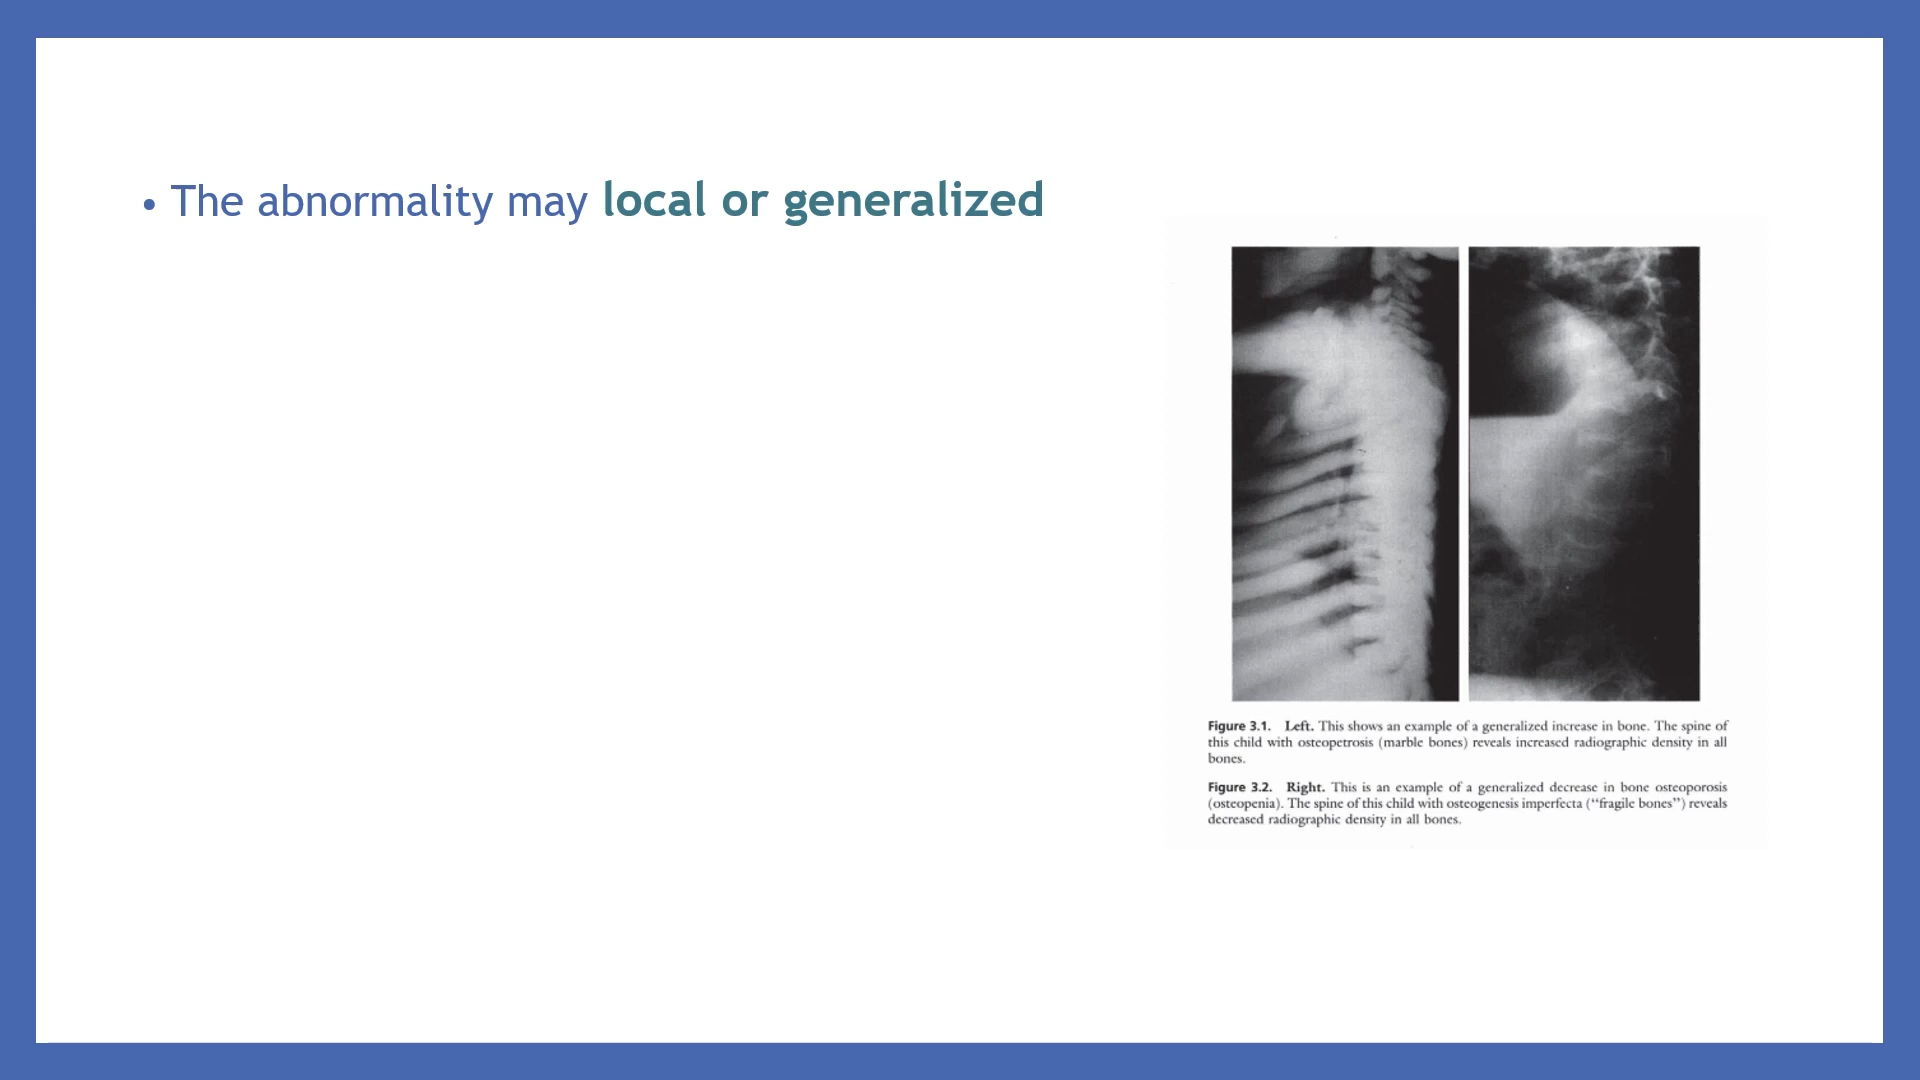 • The abnormality may local or generalized
Figure 3.1. Left. This shows an example of a generalized increase in bone. The spine of
this child with osteopetrosis (marble bones) reveals increased radiographic density in all
bones.
Figure 3.2. Right. This is an example of a generalized decrease in bone osteoporosis
(osteopenia). The spine of this child with osteogenesis imperfecta (“fragile bones”) reveals
decreased radiographic density in all bones.